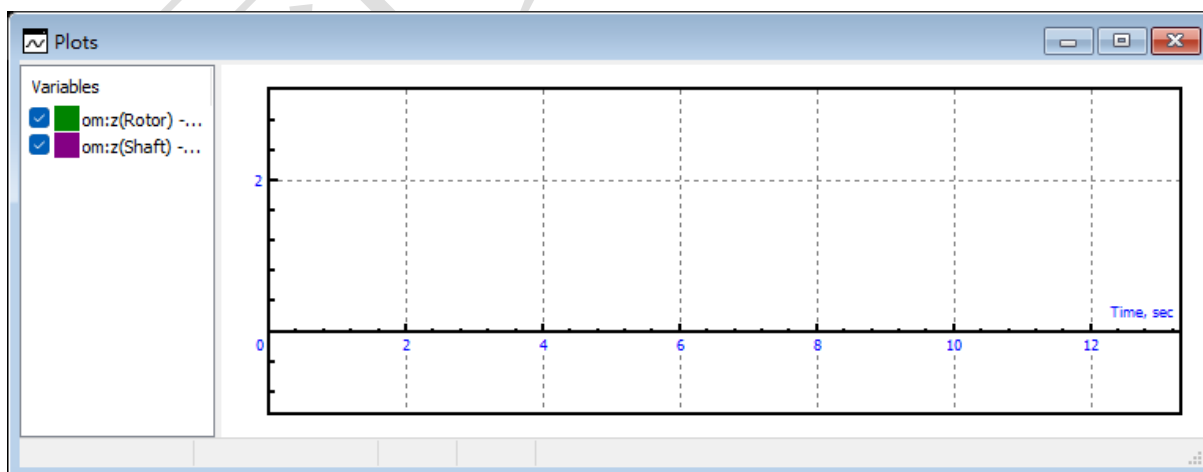 Plots
Variables
om:z(Rotor) -...
om:z(Shaft) -...
2
Time, sec
0 2 4 6 8 10 12